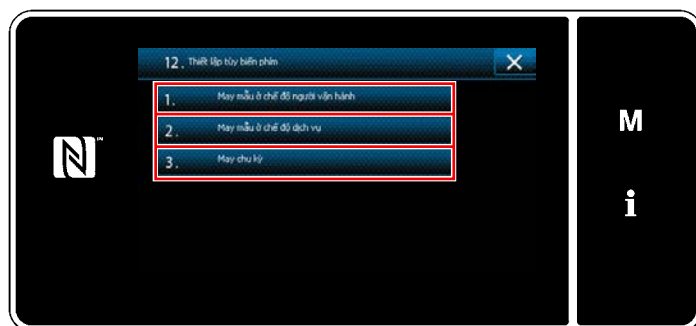 12. Thiết lập tùy biến phím
1. May mẫu ở chế độ người vận hành
2. May mẫu ở chế độ dịch vụ
3. May chu kỳ
M
i
N
™